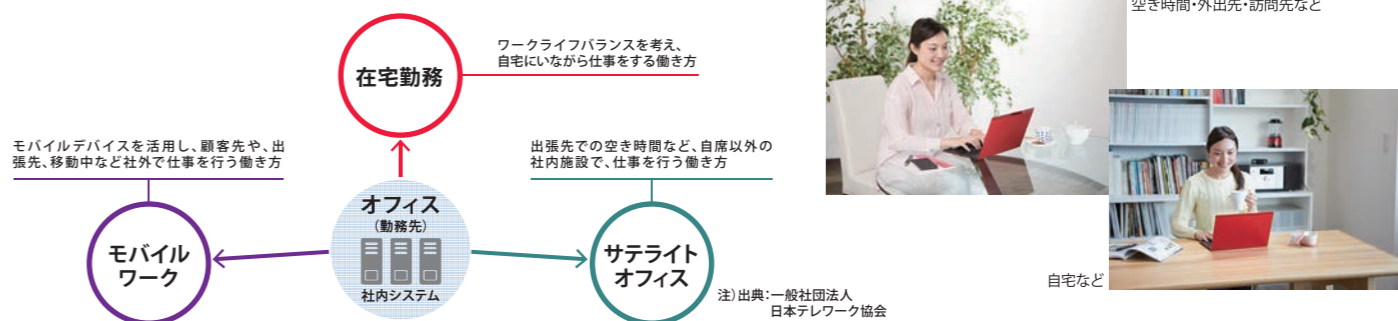 空き時間・外出先・訪問先など
ワークライフバランスを考え、
自宅にいながら仕事をする働き方
在宅勤務
モバイルデバイスを活用し、顧客先や、出
張先、移動中など社外で仕事を行う働き方
出張先での空き時間など、自席以外の
社内施設で、仕事を行う働き方
オフィス
(勤務先)
社内システム
モバイル
ワーク
サテライト
オフィス
注)出典:一般社団法人
日本テレワーク協会
自宅など